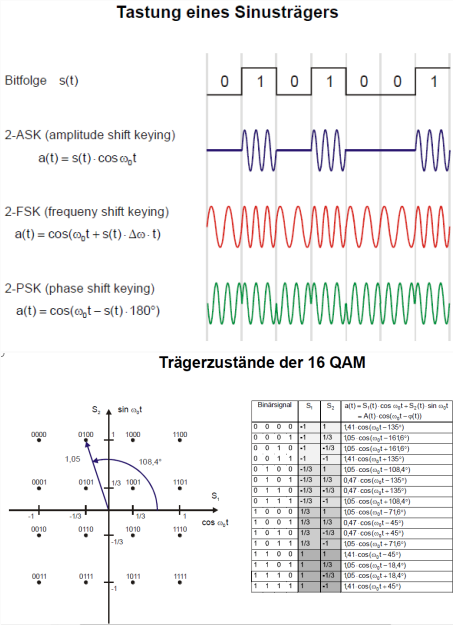 Tastung eines Sinusträgers
Bitfolge s(t)
0 1 0 1 0 0 1
2-ASK (amplitude shift keying)
a(t) = s(t) · cos ω₀t
2-FSK (frequeny shift keying)
a(t) = cos(ω₀t + s(t) · Δω · t)
2-PSK (phase shift keying)
a(t) = cos(ω₀t − s(t) · 180°)
Trägerzustände der 16 QAM
S₂ sin ω₀t
0000 0100 1 1000 1100
1,05 108,4°
0001 0101 1/3 1001 1101
S₁
-1 -1/3 1/3 1 cos ω₀t
0010 0110 -1/3 1010 1110
0011 0111 -1 1011 1111
Binärsignal S₁ S₂ a(t) = S₁(t) · cos ω₀t + S₂(t) · sin ω₀t
= A(t) · cos(ω₀t − φ(t))
0 0 0 0 -1 1 1,41 · cos(ω₀t − 135°)
0 0 0 1 -1 1/3 1,05 · cos(ω₀t − 161,6°)
0 0 1 0 -1 -1/3 1,05 · cos(ω₀t + 161,6°)
0 0 1 1 -1 -1 1,41 · cos(ω₀t + 135°)
0 1 0 0 -1/3 1 1,05 · cos(ω₀t − 108,4°)
0 1 0 1 -1/3 1/3 0,47 · cos(ω₀t − 135°)
0 1 1 0 -1/3 -1/3 0,47 · cos(ω₀t + 135°)
0 1 1 1 -1/3 -1 1,05 · cos(ω₀t + 108,4°)
1 0 0 0 1/3 1 1,05 · cos(ω₀t − 71,6°)
1 0 0 1 1/3 1/3 0,47 · cos(ω₀t − 45°)
1 0 1 0 1/3 -1/3 0,47 · cos(ω₀t + 45°)
1 0 1 1 1/3 -1 1,05 · cos(ω₀t + 71,6°)
1 1 0 0 1 1 1,41 · cos(ω₀t − 45°)
1 1 0 1 1 1/3 1,05 · cos(ω₀t − 18,4°)
1 1 1 0 1 -1/3 1,05 · cos(ω₀t + 18,4°)
1 1 1 1 1 -1 1,41 · cos(ω₀t + 45°)